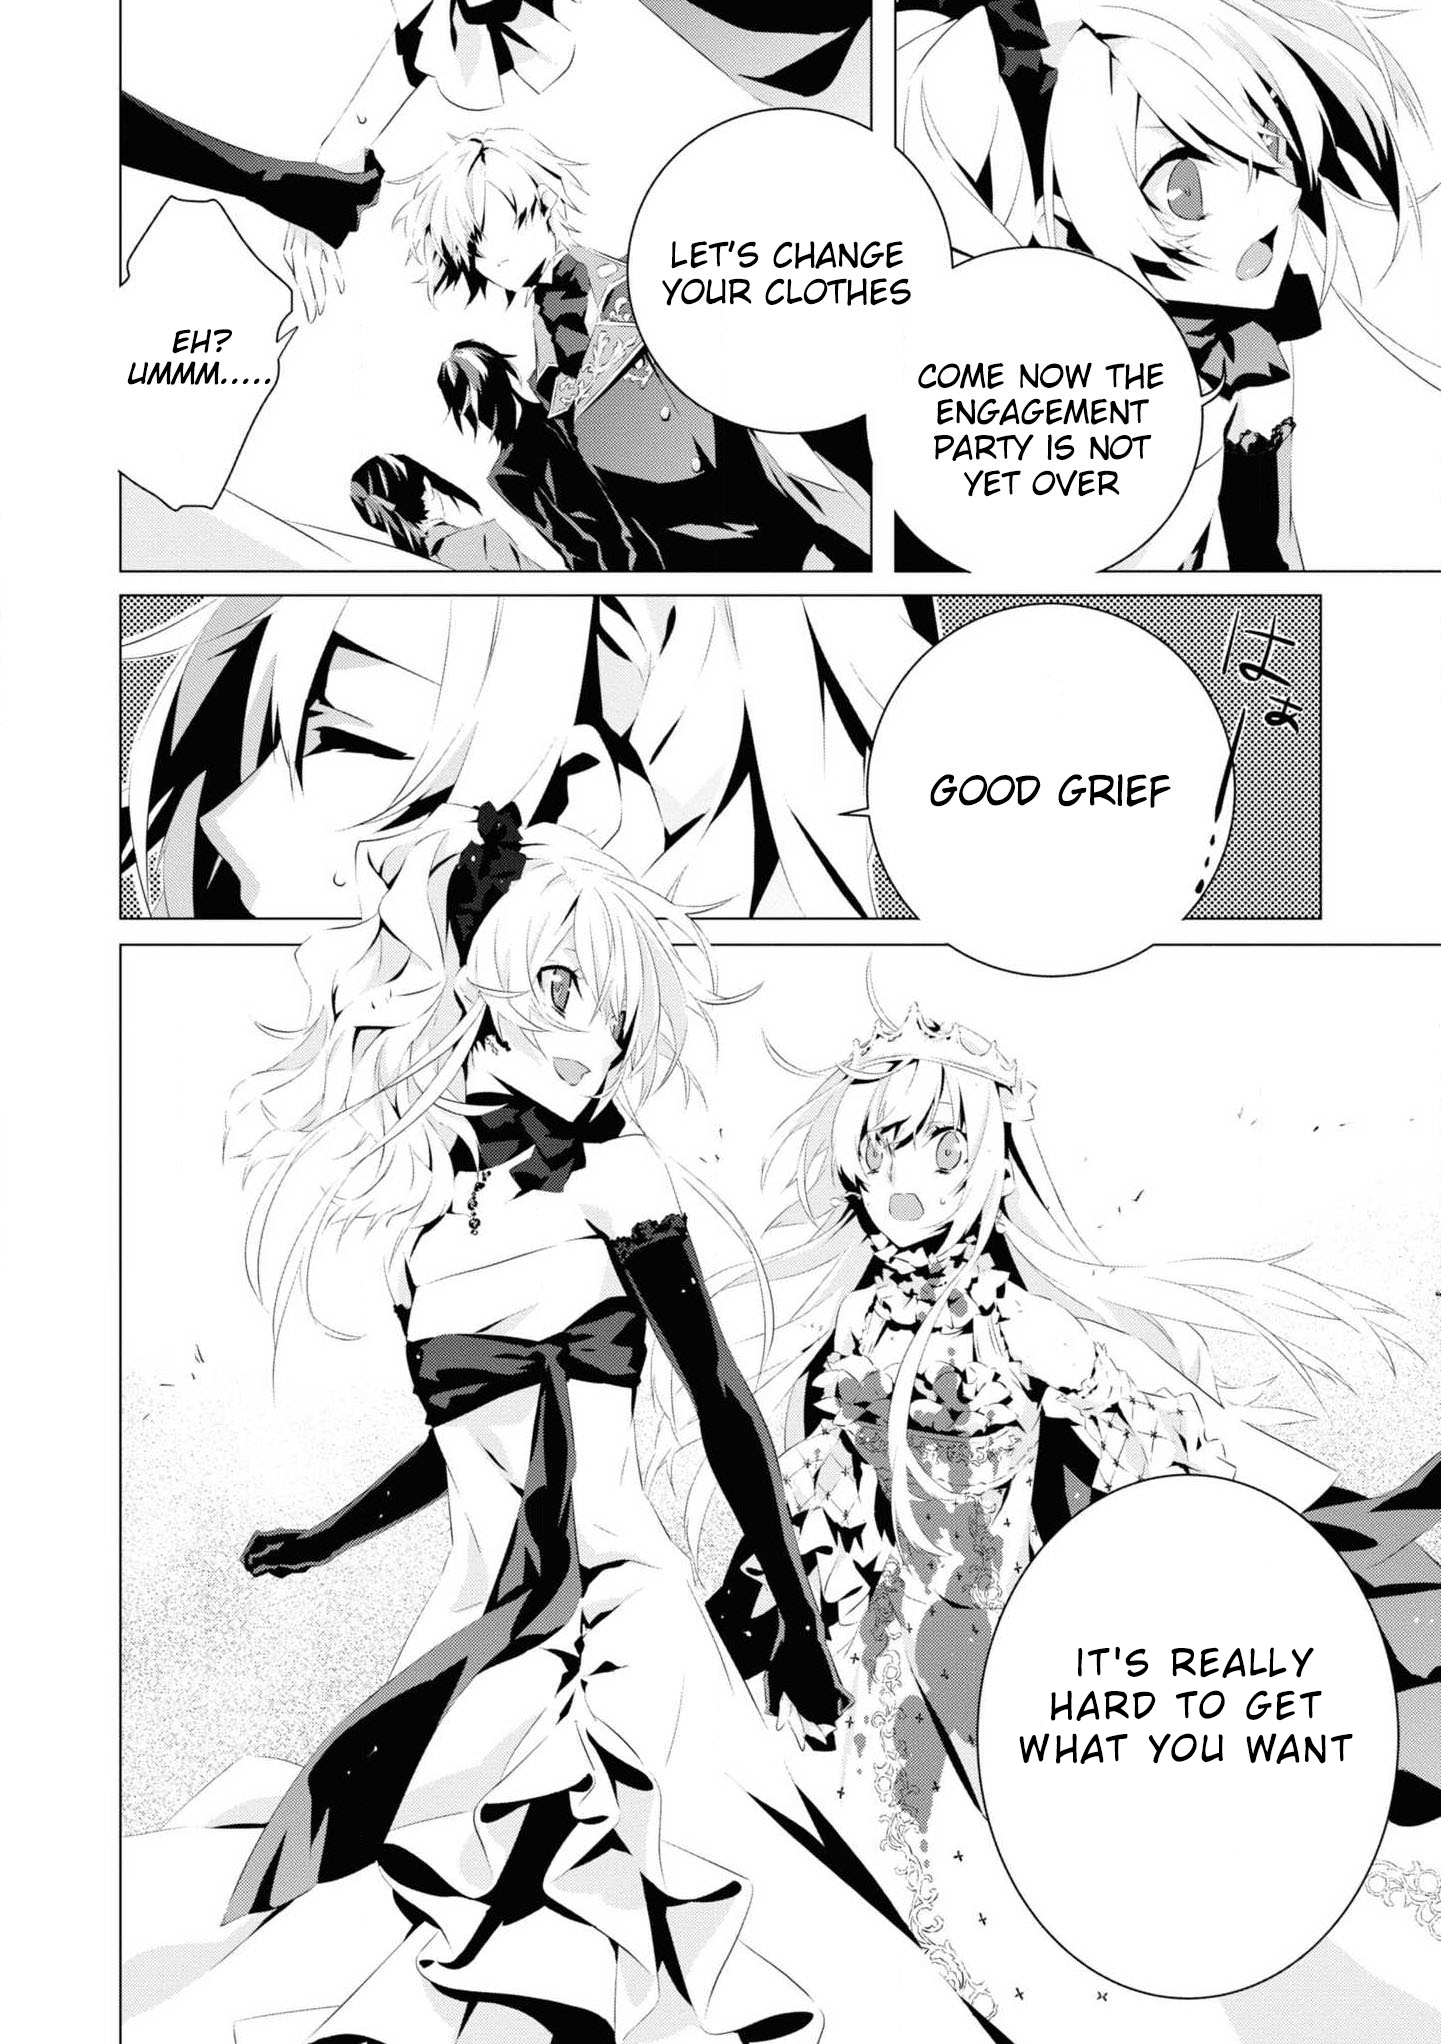 COME NOW THE
ENGAGEMENT
PARTY IS NOT
YET OVER
LET'S CHANGE
YOUR CLOTHES
EH?
UMMM.....
はぁ
GOOD GRIEF
IT'S REALLY
HARD TO GET
WHAT YOU WANT